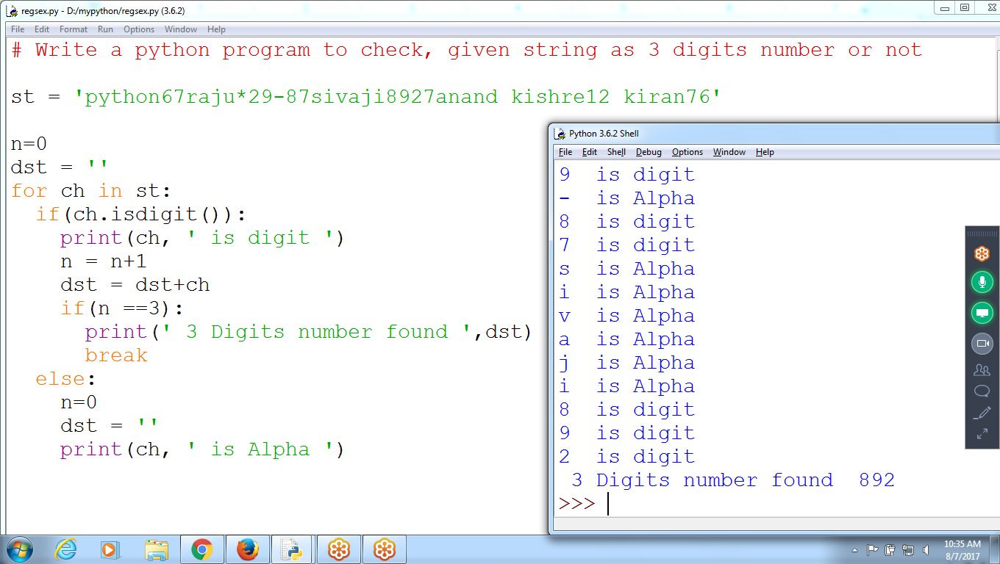 regsex.py - D:/mypython/regsex.py (3.6.2)
File Edit Format Run Options Window Help
# Write a python program to check, given string as 3 digits number or not
st = 'python67raju*29-87sivaji8927anand kishre12 kiran76'
n=0
dst = ''
for ch in st:
  if(ch.isdigit()):
    print(ch, ' is digit ')
    n = n+1
    dst = dst+ch
    if(n ==3):
      print(' 3 Digits number found ',dst)
      break
  else:
    n=0
    dst = ''
    print(ch, ' is Alpha ')
Python 3.6.2 Shell
File Edit Shell Debug Options Window Help
9  is digit
-  is Alpha
8  is digit
7  is digit
s  is Alpha
i  is Alpha
v  is Alpha
a  is Alpha
j  is Alpha
i  is Alpha
8  is digit
9  is digit
2  is digit
 3 Digits number found  892
>>>
10:35 AM
8/7/2017